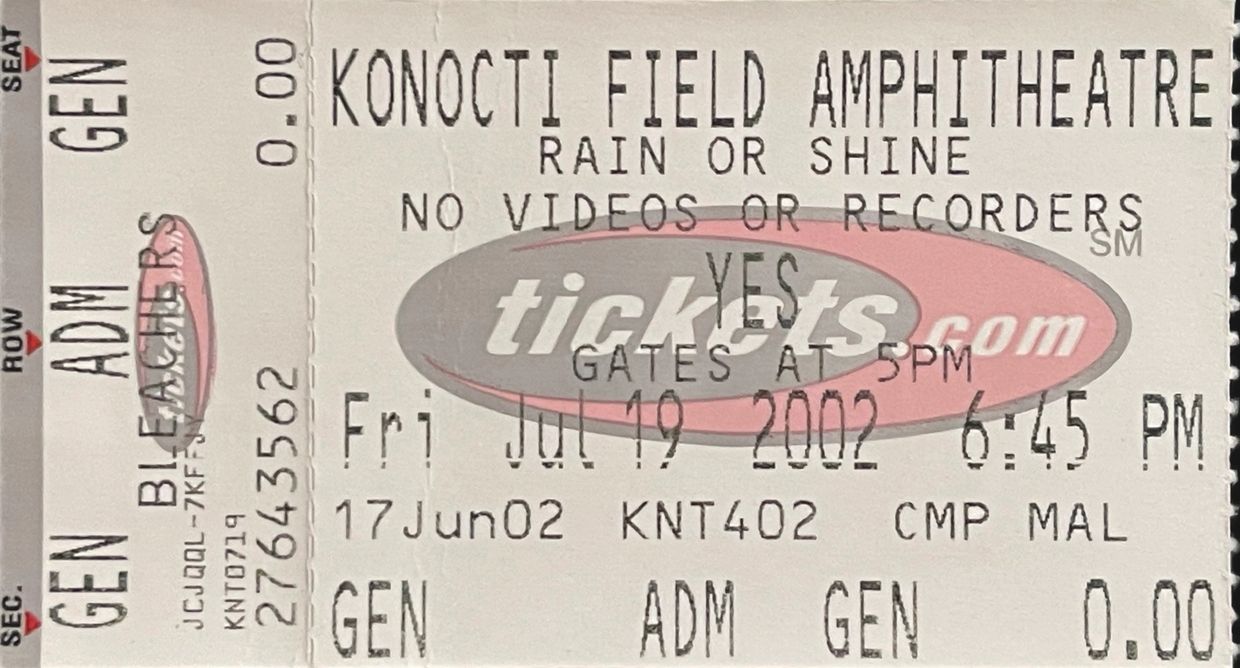 SEAT
ROW
SEC.
GEN ADM GEN
BLEACHERS
KNT0719
27643562 0.00
KONOCTI FIELD AMPHITHEATRE
RAIN OR SHINE
NO VIDEOS OR RECORDERS
SM
YES
tickets.com
GATES AT 5PM
Fri Jul 19 2002 6:45 PM
17Jun02 KNT402 CMP MAL
GEN ADM GEN 0.00